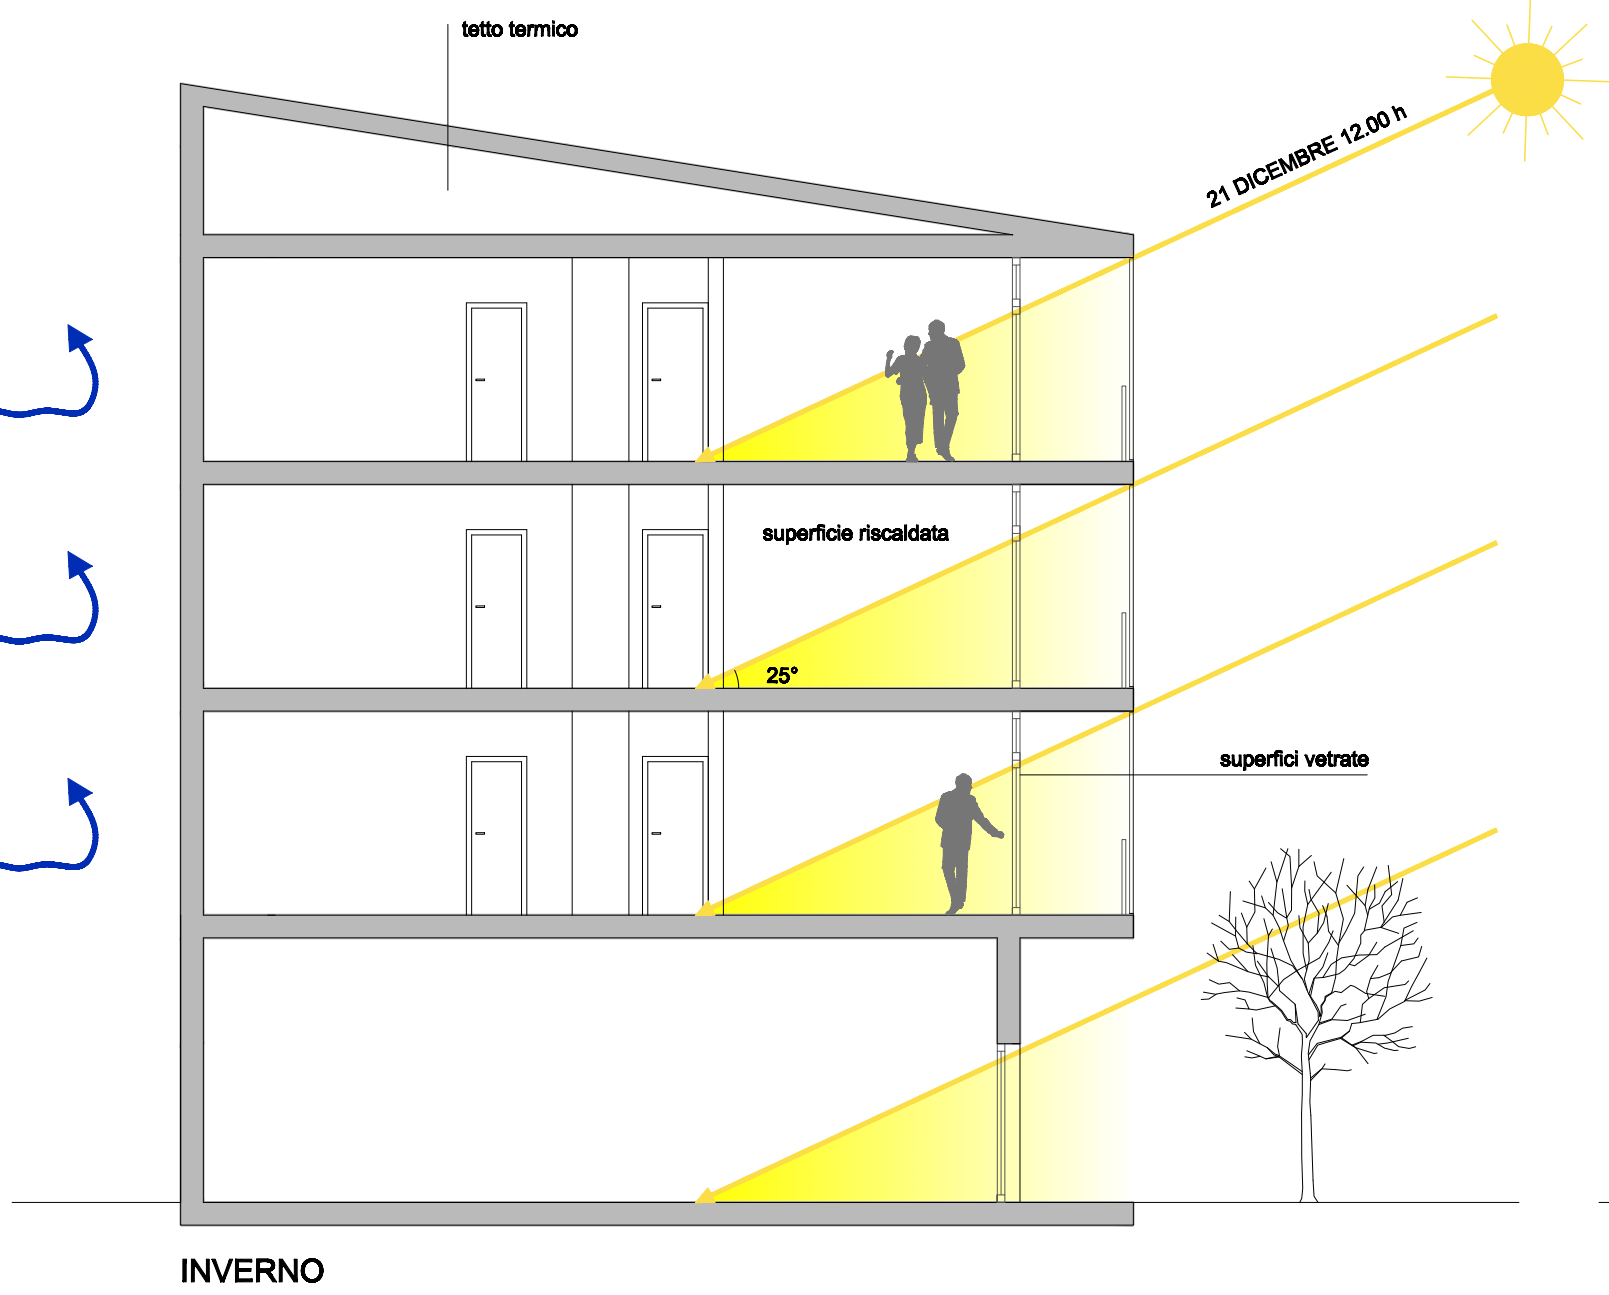 tetto termico
21 DICEMBRE 12.00 h
superficie riscaldata
25°
superfici vetrate
INVERNO